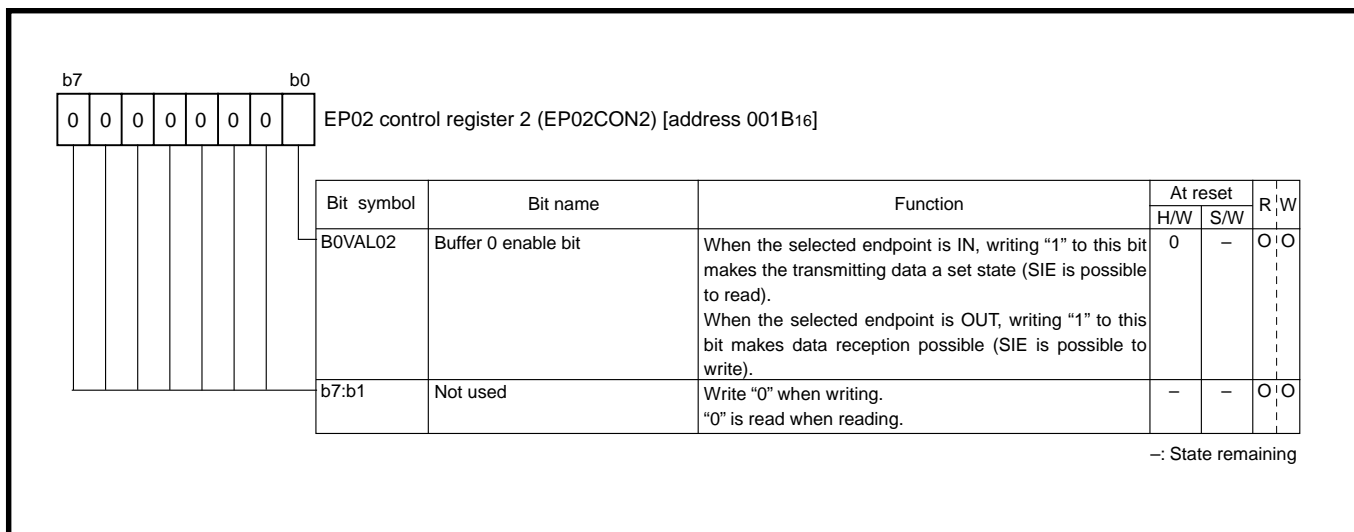 b7 b0
0 0 0 0 0 0 0
EP02 control register 2 (EP02CON2) [address 001B16]
Bit symbol Bit name Function At reset R W
H/W S/W
B0VAL02 Buffer 0 enable bit When the selected endpoint is IN, writing “1” to this bit 0 – O O
makes the transmitting data a set state (SIE is possible
to read).
When the selected endpoint is OUT, writing “1” to this
bit makes data reception possible (SIE is possible to
write).
b7:b1 Not used Write “0” when writing. – – O O
“0” is read when reading.
–: State remaining